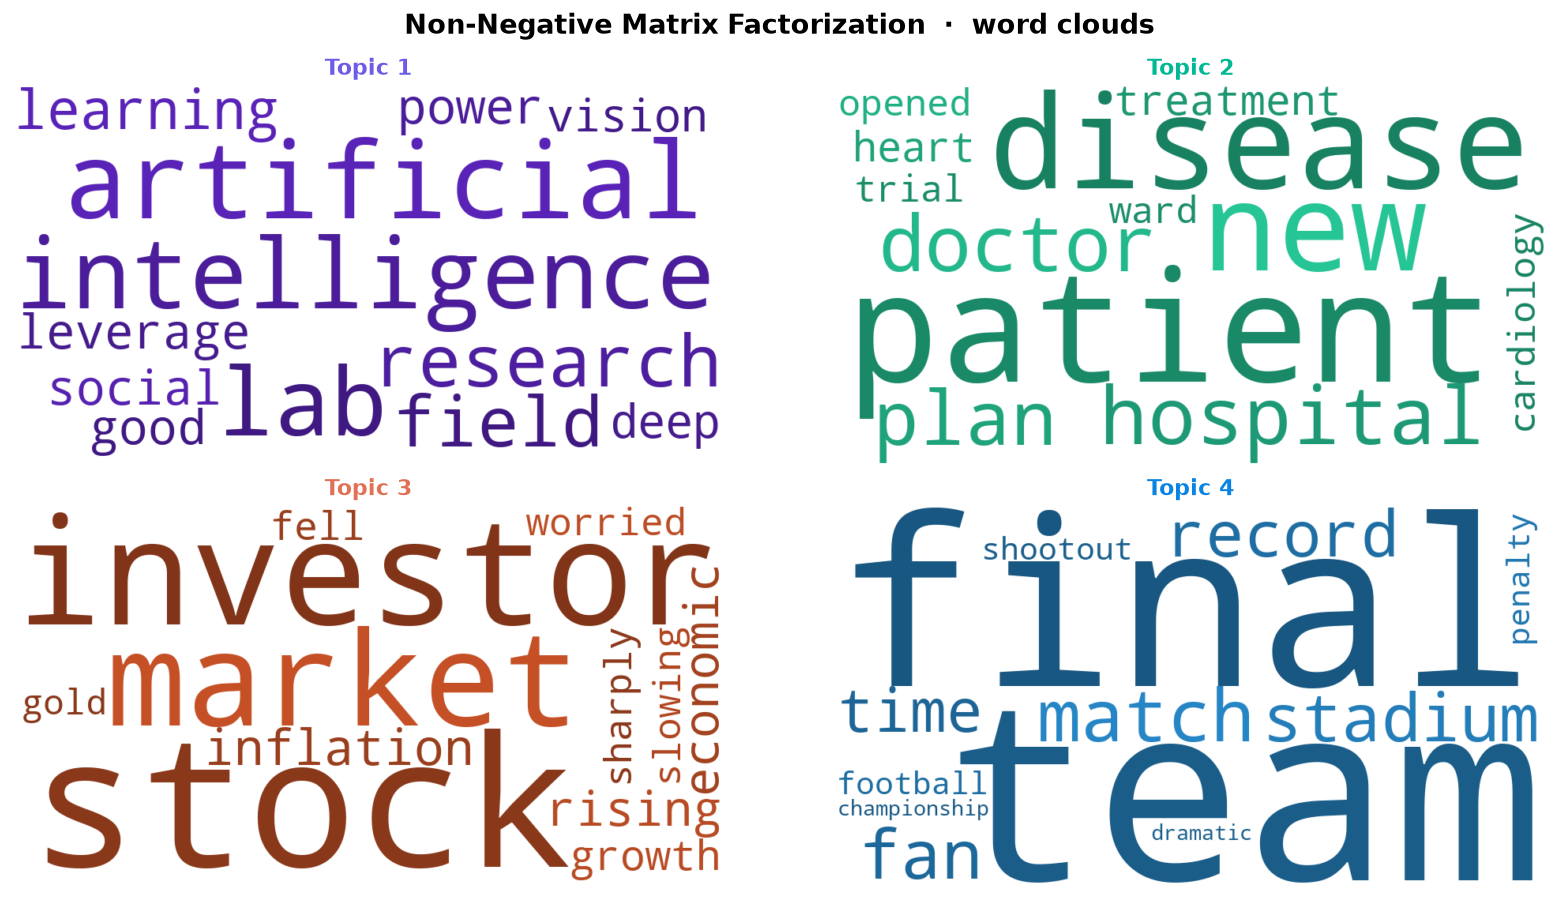 Non-Negative Matrix Factorization · word clouds
Topic 1
learning
power
vision
artificial
intelligence
leverage
research
social
lab
field
good
deep
Topic 2
opened
treatment
disease
heart
trial
ward
new
doctor
cardiology
patient
plan
hospital
Topic 3
fell
worried
investor
economic
market
sharply
slowing
gold
inflation
stock
rising
growth
Topic 4
final
shootout
record
penalty
time
match
stadium
team
football
championship
dramatic
fan